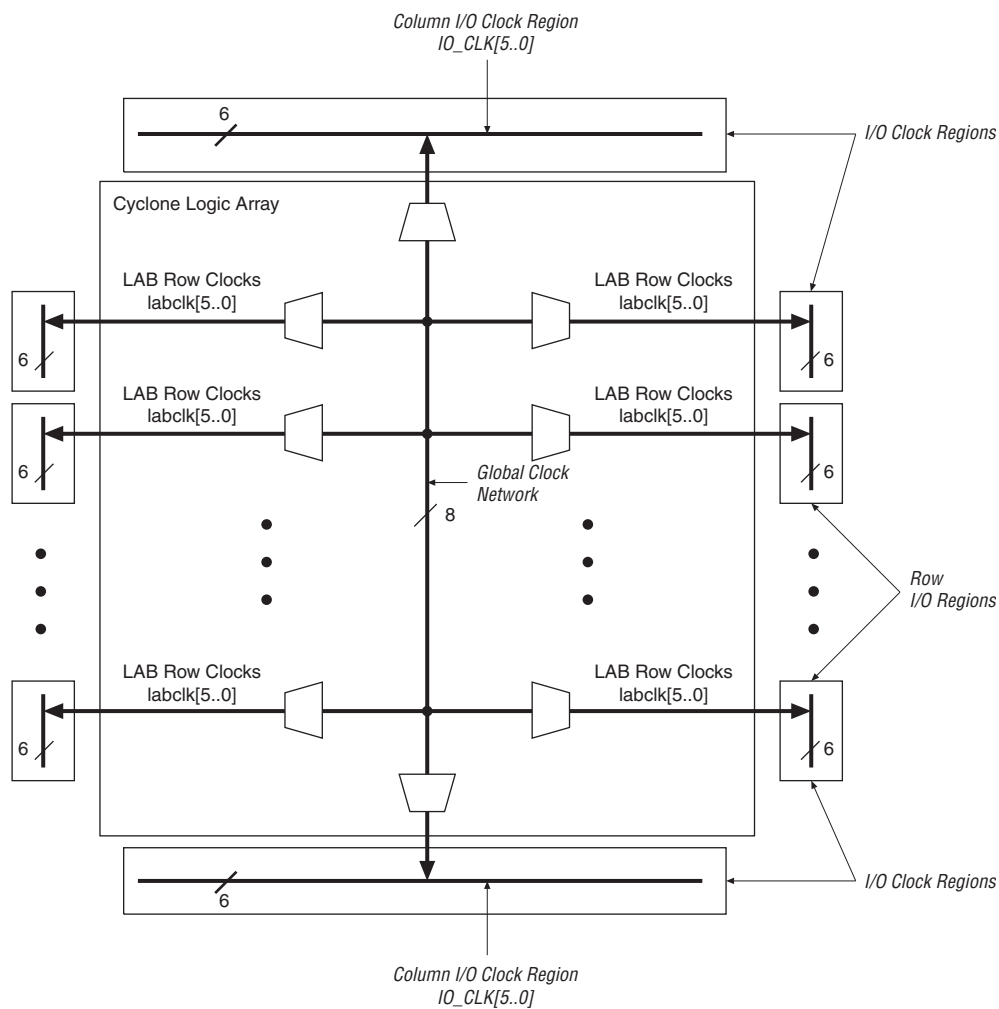 Column I/O Clock Region
IO_CLK[5..0]
6
I/O Clock Regions
Cyclone Logic Array
LAB Row Clocks
labclk[5..0]
LAB Row Clocks
labclk[5..0]
6
6
LAB Row Clocks
labclk[5..0]
LAB Row Clocks
labclk[5..0]
6
6
Global Clock
Network
8
Row
I/O Regions
LAB Row Clocks
labclk[5..0]
LAB Row Clocks
labclk[5..0]
6
6
6
I/O Clock Regions
Column I/O Clock Region
IO_CLK[5..0]